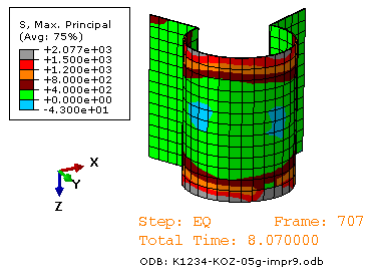 S, Max. Principal
(Avg: 75%)
+2.077e+03
+1.500e+03
+1.200e+03
+8.000e+02
+4.000e+02
+0.000e+00
-4.300e+01
X
Y
Z
Step: EQ Frame: 707
Total Time: 8.070000
ODB: K1234-KOZ-05g-impr9.odb